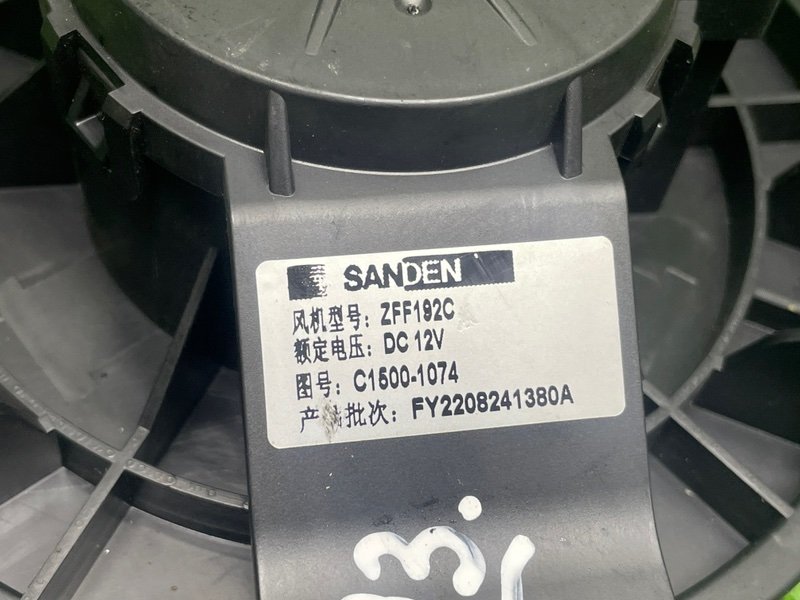 SANDEN
风机型号: ZFF192C
额定电压: DC 12V
图号: C1500-1074
产品批次: FY2208241380A